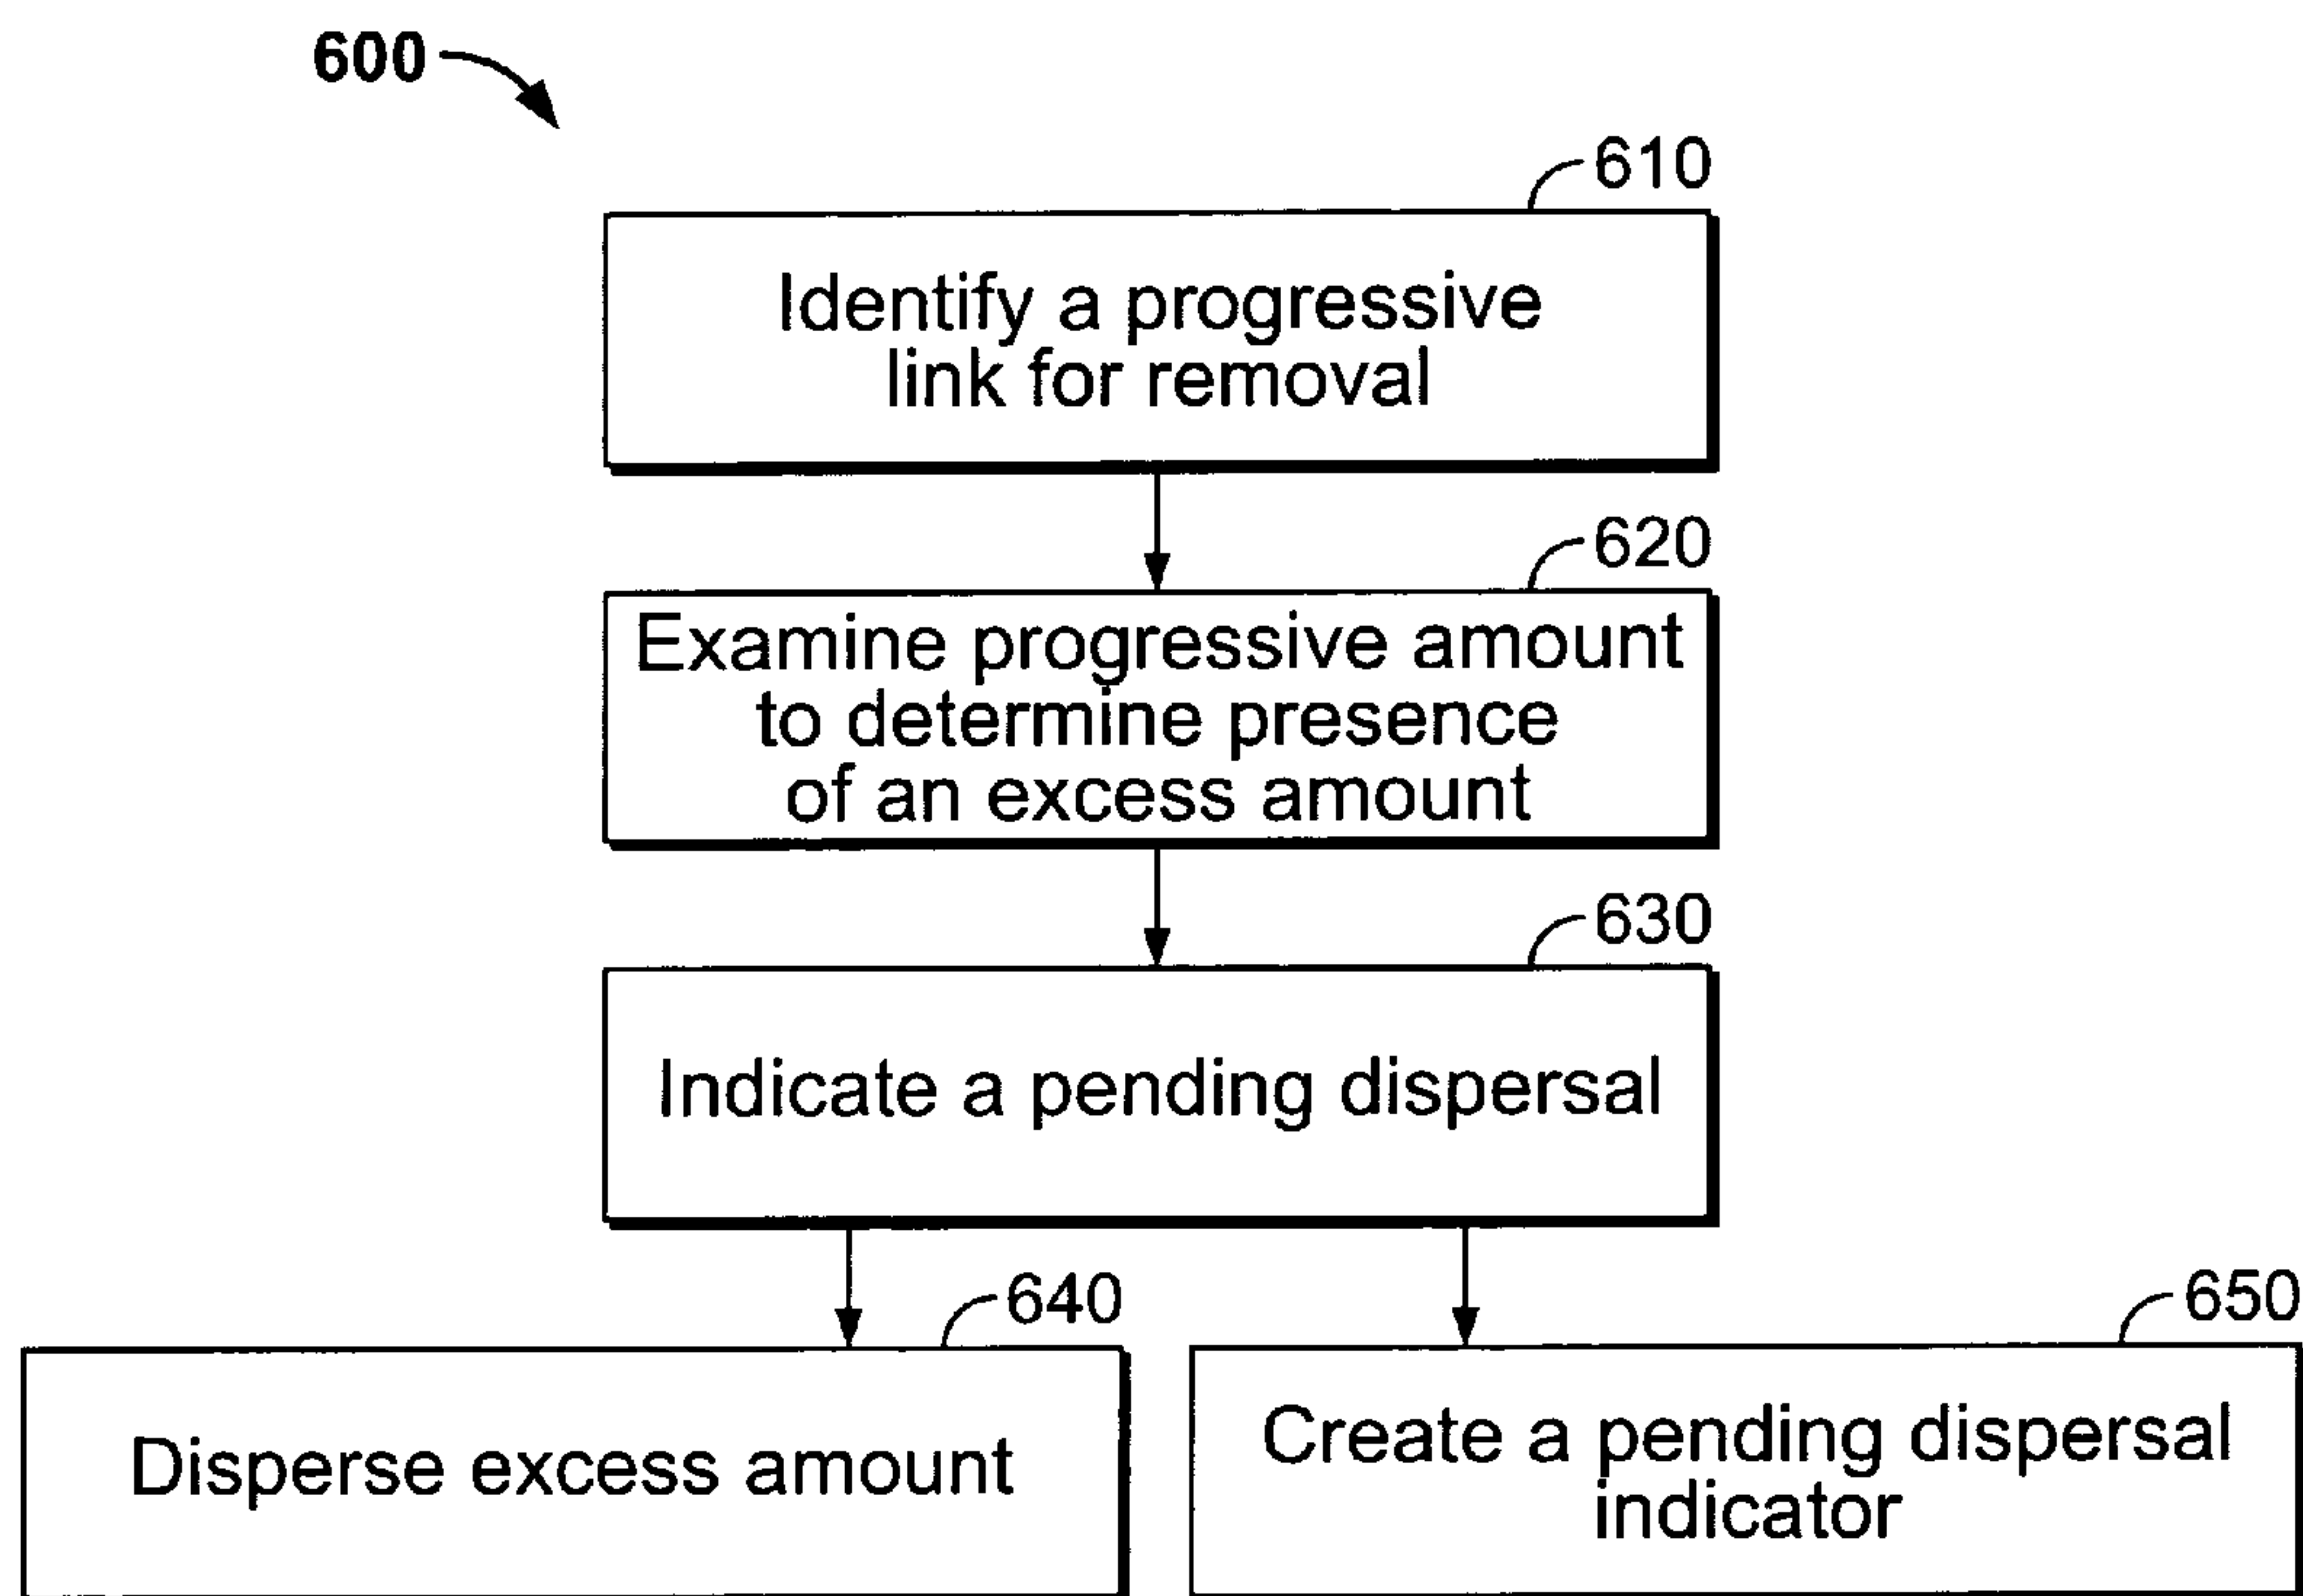 600
610
Identify a progressive
link for removal
620
Examine progressive amount
to determine presence
of an excess amount
630
Indicate a pending dispersal
640
Disperse excess amount
650
Create a pending dispersal
indicator